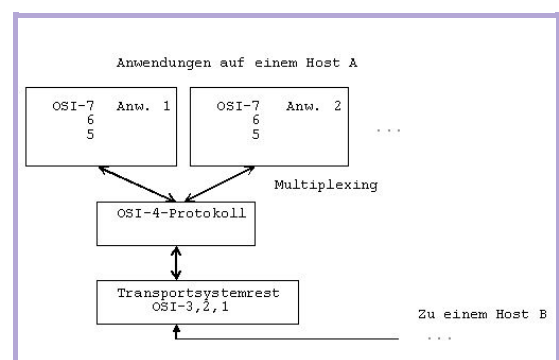 Anwendungen auf einem Host A
OSI-7 Anw. 1
6
5
OSI-7 Anw. 2
6
5
...
Multiplexing
OSI-4-Protokoll
Transportsystemrest
OSI-3,2,1
Zu einem Host B
...